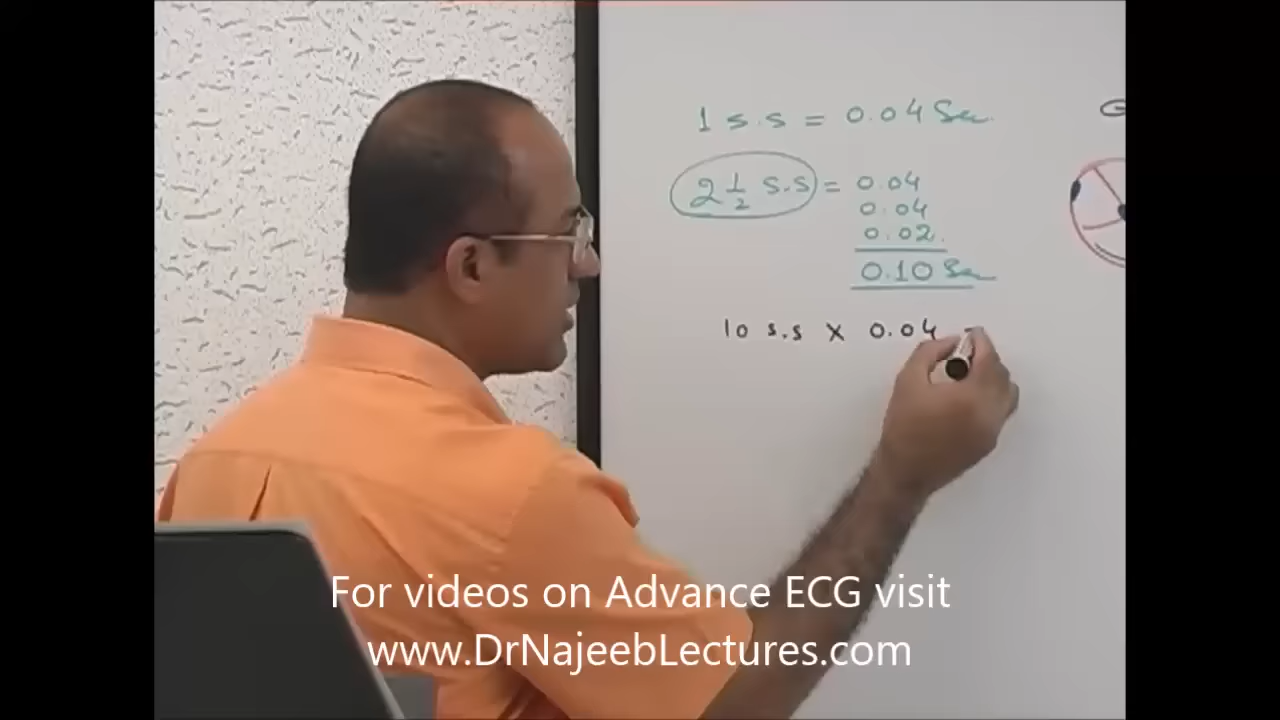 1 s.s = 0.04 Sec.
2 1/2 s.s = 0.04
0.04
0.02
0.10 Sec
10 s.s x 0.04
For videos on Advance ECG visit
www.DrNajeebLectures.com